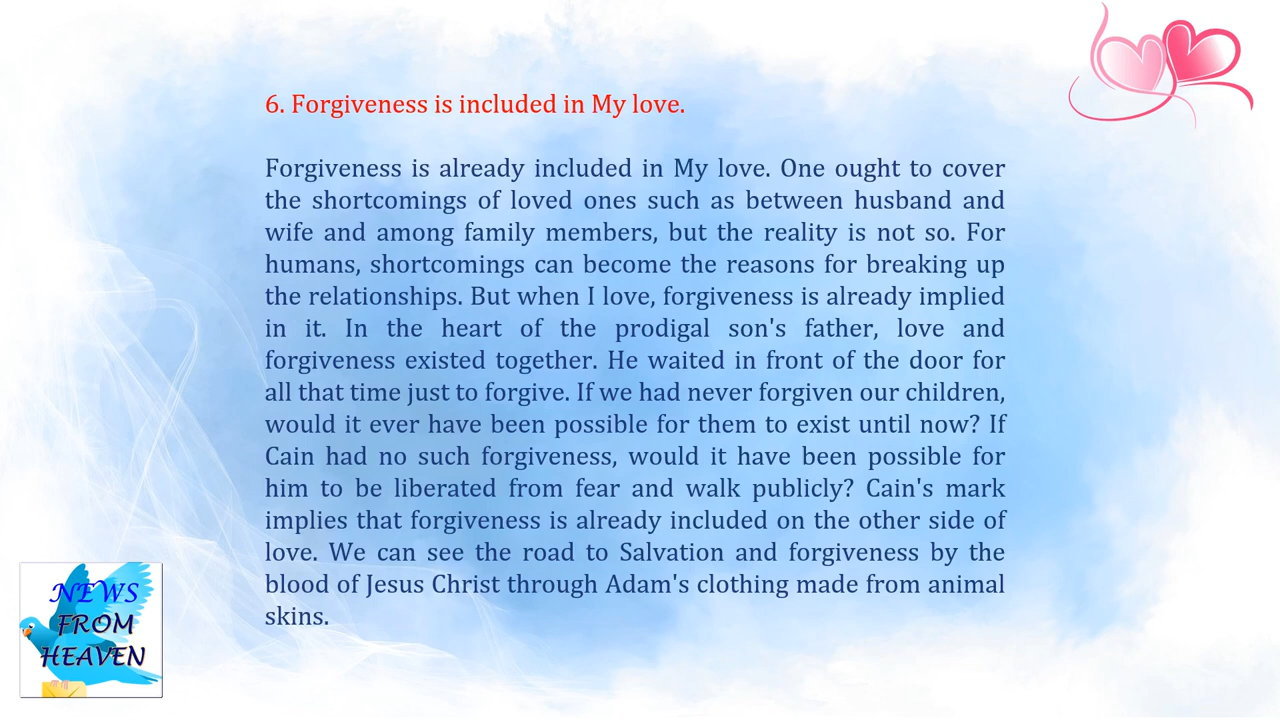 6. Forgiveness is included in My love.
Forgiveness is already included in My love. One ought to cover
the shortcomings of loved ones such as between husband and
wife and among family members, but the reality is not so. For
humans, shortcomings can become the reasons for breaking up
the relationships. But when I love, forgiveness is already implied
in it. In the heart of the prodigal son's father, love and
forgiveness existed together. He waited in front of the door for
all that time just to forgive. If we had never forgiven our children,
would it ever have been possible for them to exist until now? If
Cain had no such forgiveness, would it have been possible for
him to be liberated from fear and walk publicly? Cain's mark
implies that forgiveness is already included on the other side of
love. We can see the road to Salvation and forgiveness by the
blood of Jesus Christ through Adam's clothing made from animal
skins.
NEWS
FROM
HEAVEN